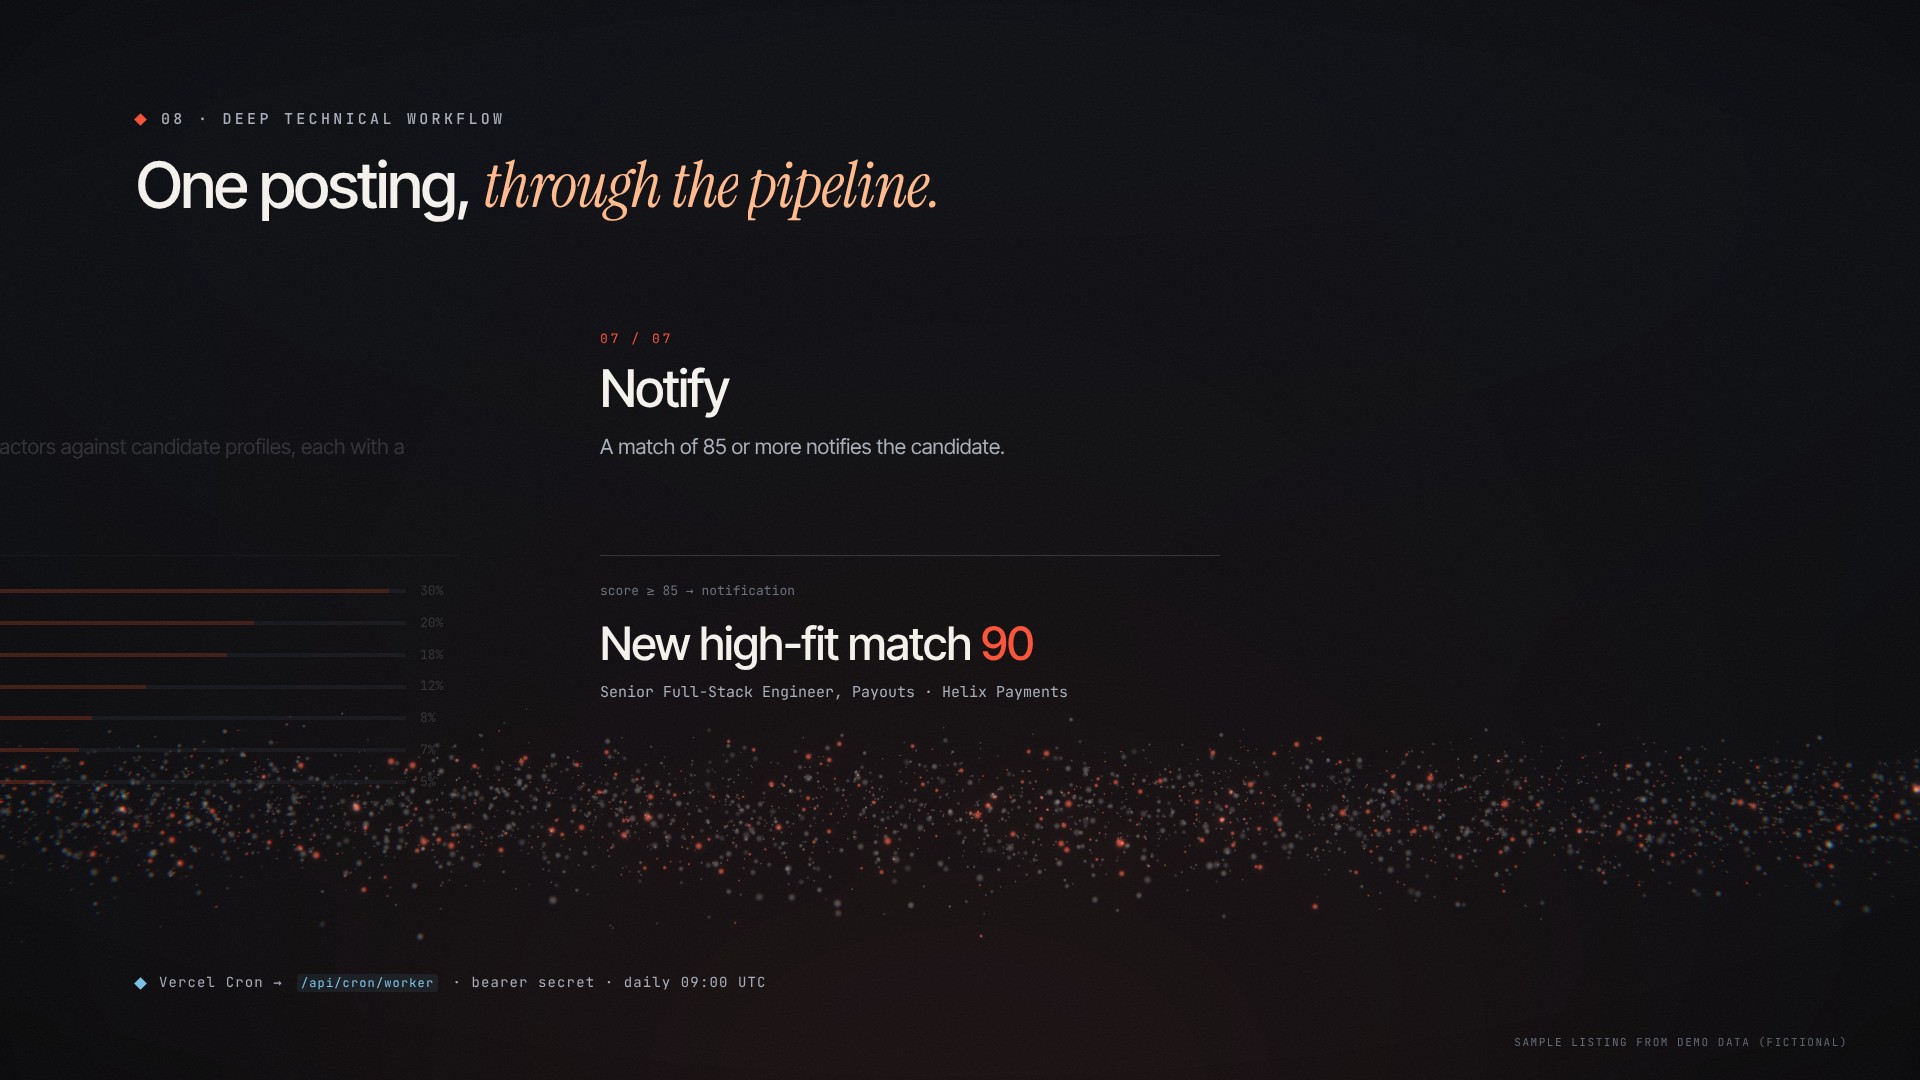 08 · DEEP TECHNICAL WORKFLOW
One posting, through the pipeline.
07 / 07
Notify
actors against candidate profiles, each with a
A match of 85 or more notifies the candidate.
score ≥ 85 → notification
30%
20%
18%
12%
8%
7%
5%
New high-fit match 90
Senior Full-Stack Engineer, Payouts · Helix Payments
Vercel Cron → /api/cron/worker · bearer secret · daily 09:00 UTC
SAMPLE LISTING FROM DEMO DATA (FICTIONAL)